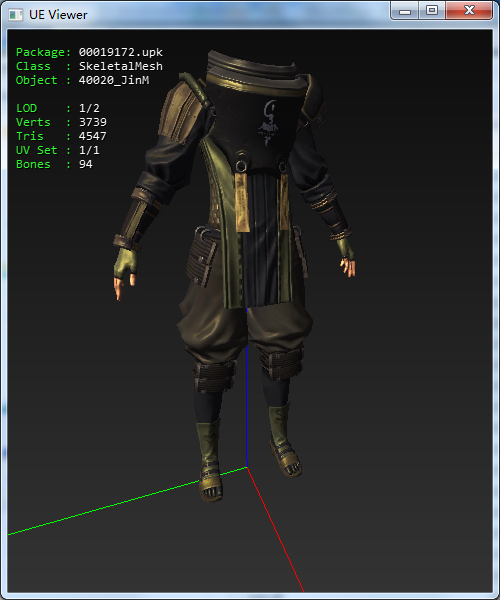 UE Viewer
Package: 00019172.upk
Class : SkeletalMesh
Object : 40020_JinM
LOD : 1/2
Verts : 3739
Tris : 4547
UV Set : 1/1
Bones : 94